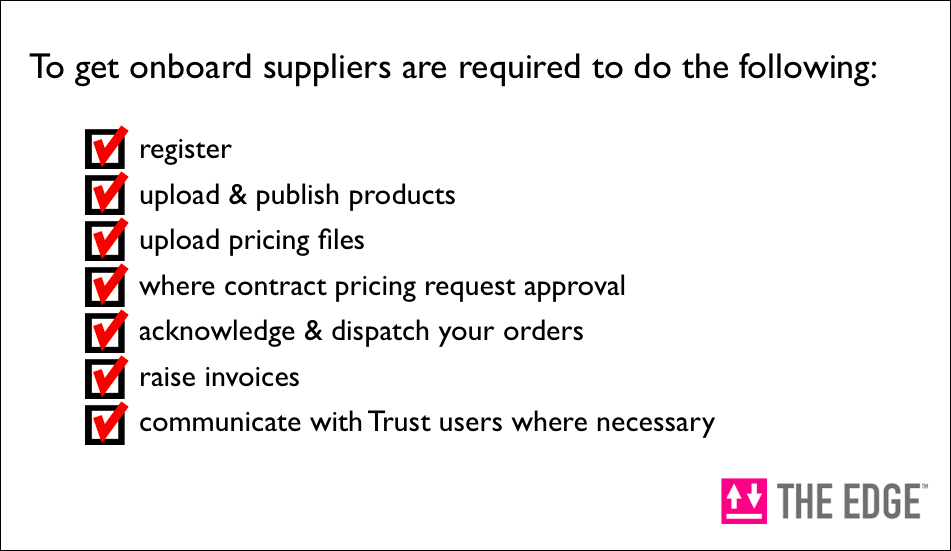 To get onboard suppliers are required to do the following:
register
upload & publish products
upload pricing files
where contract pricing request approval
acknowledge & dispatch your orders
raise invoices
communicate with Trust users where necessary
THE EDGE™